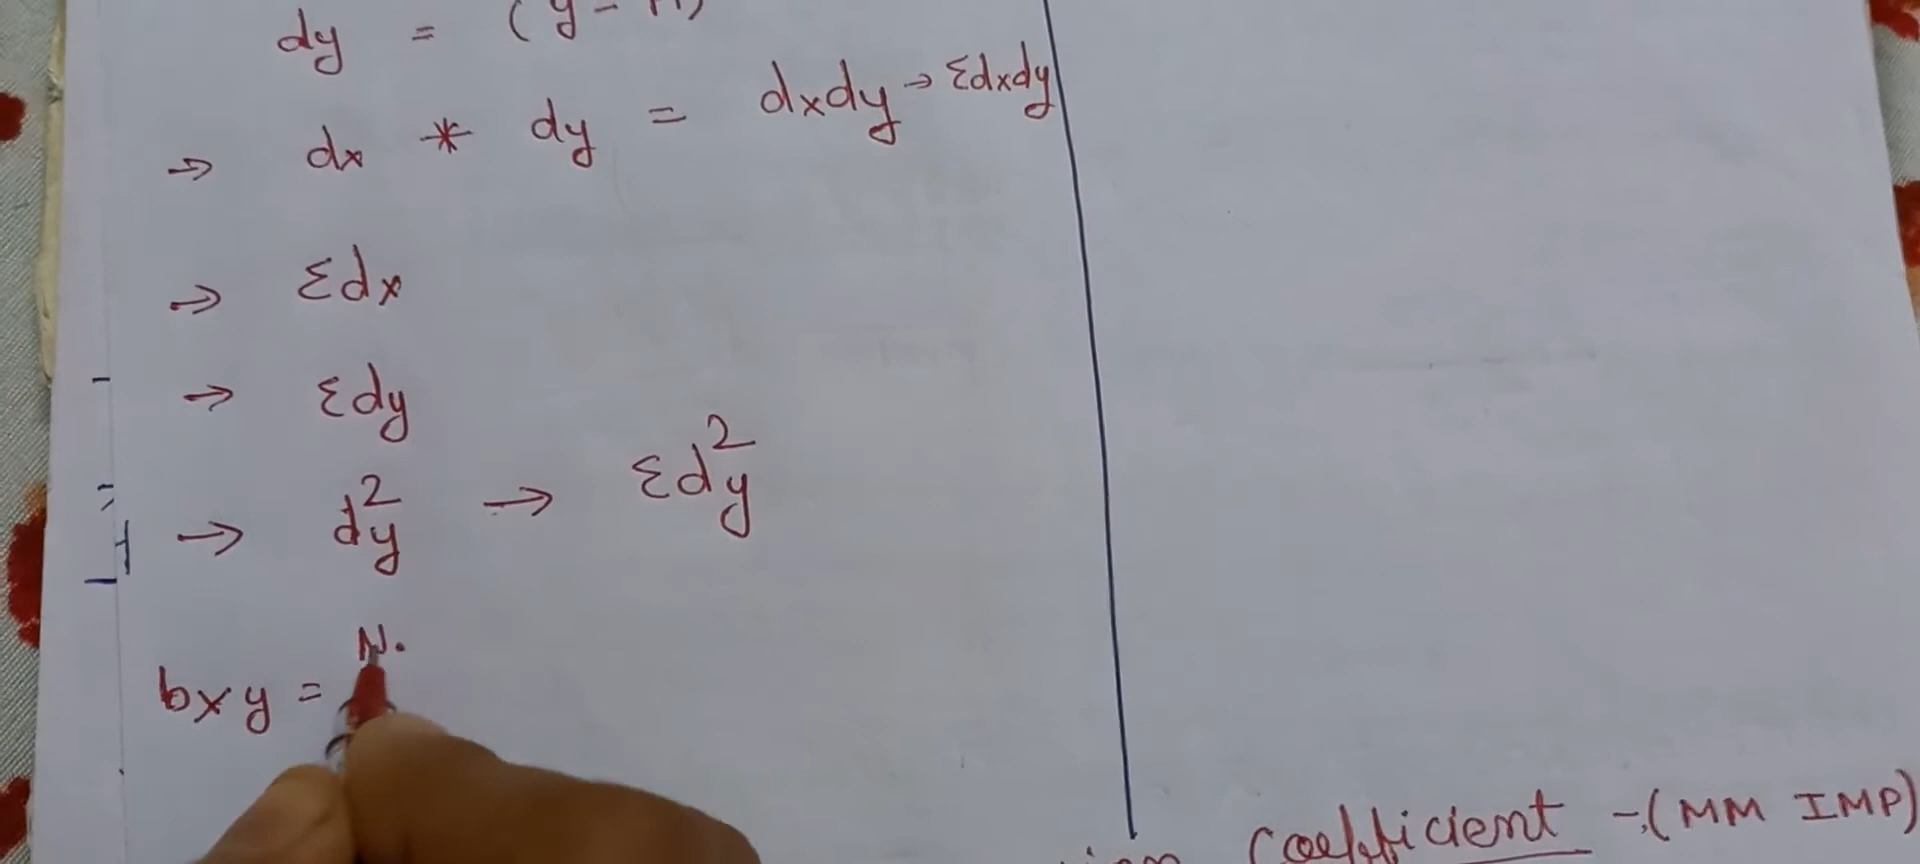 dy = (y -
→ dx * dy = dxdy → Σdxdy
→ Σdx
→ Σdy
→ dy² → Σdy²
bxy = N.
coefficient -(MM IMP)